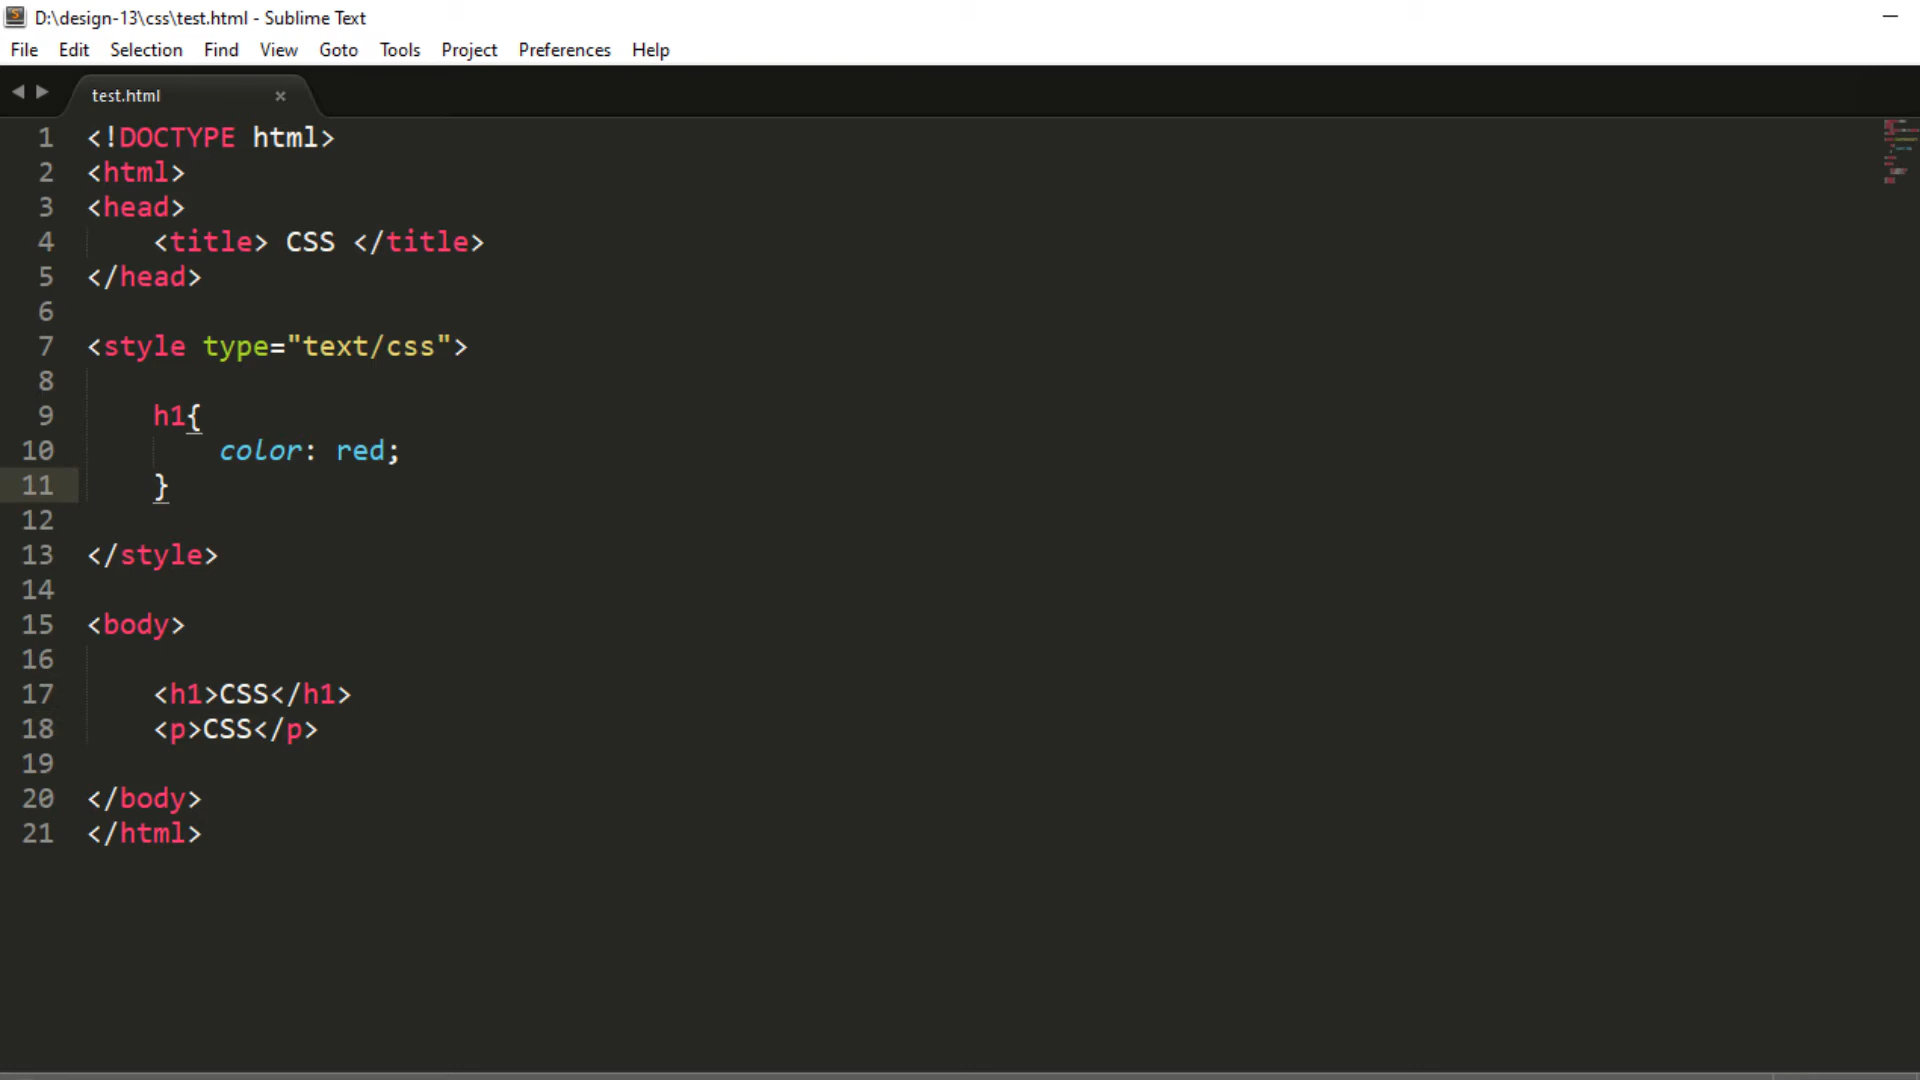 D:\design-13\css\test.html - Sublime Text
File Edit Selection Find View Goto Tools Project Preferences Help
test.html
1 <!DOCTYPE html>
2 <html>
3 <head>
4 <title> CSS </title>
5 </head>
6
7 <style type="text/css">
8
9 h1{
10 color: red;
11 }
12
13 </style>
14
15 <body>
16
17 <h1>CSS</h1>
18 <p>CSS</p>
19
20 </body>
21 </html>